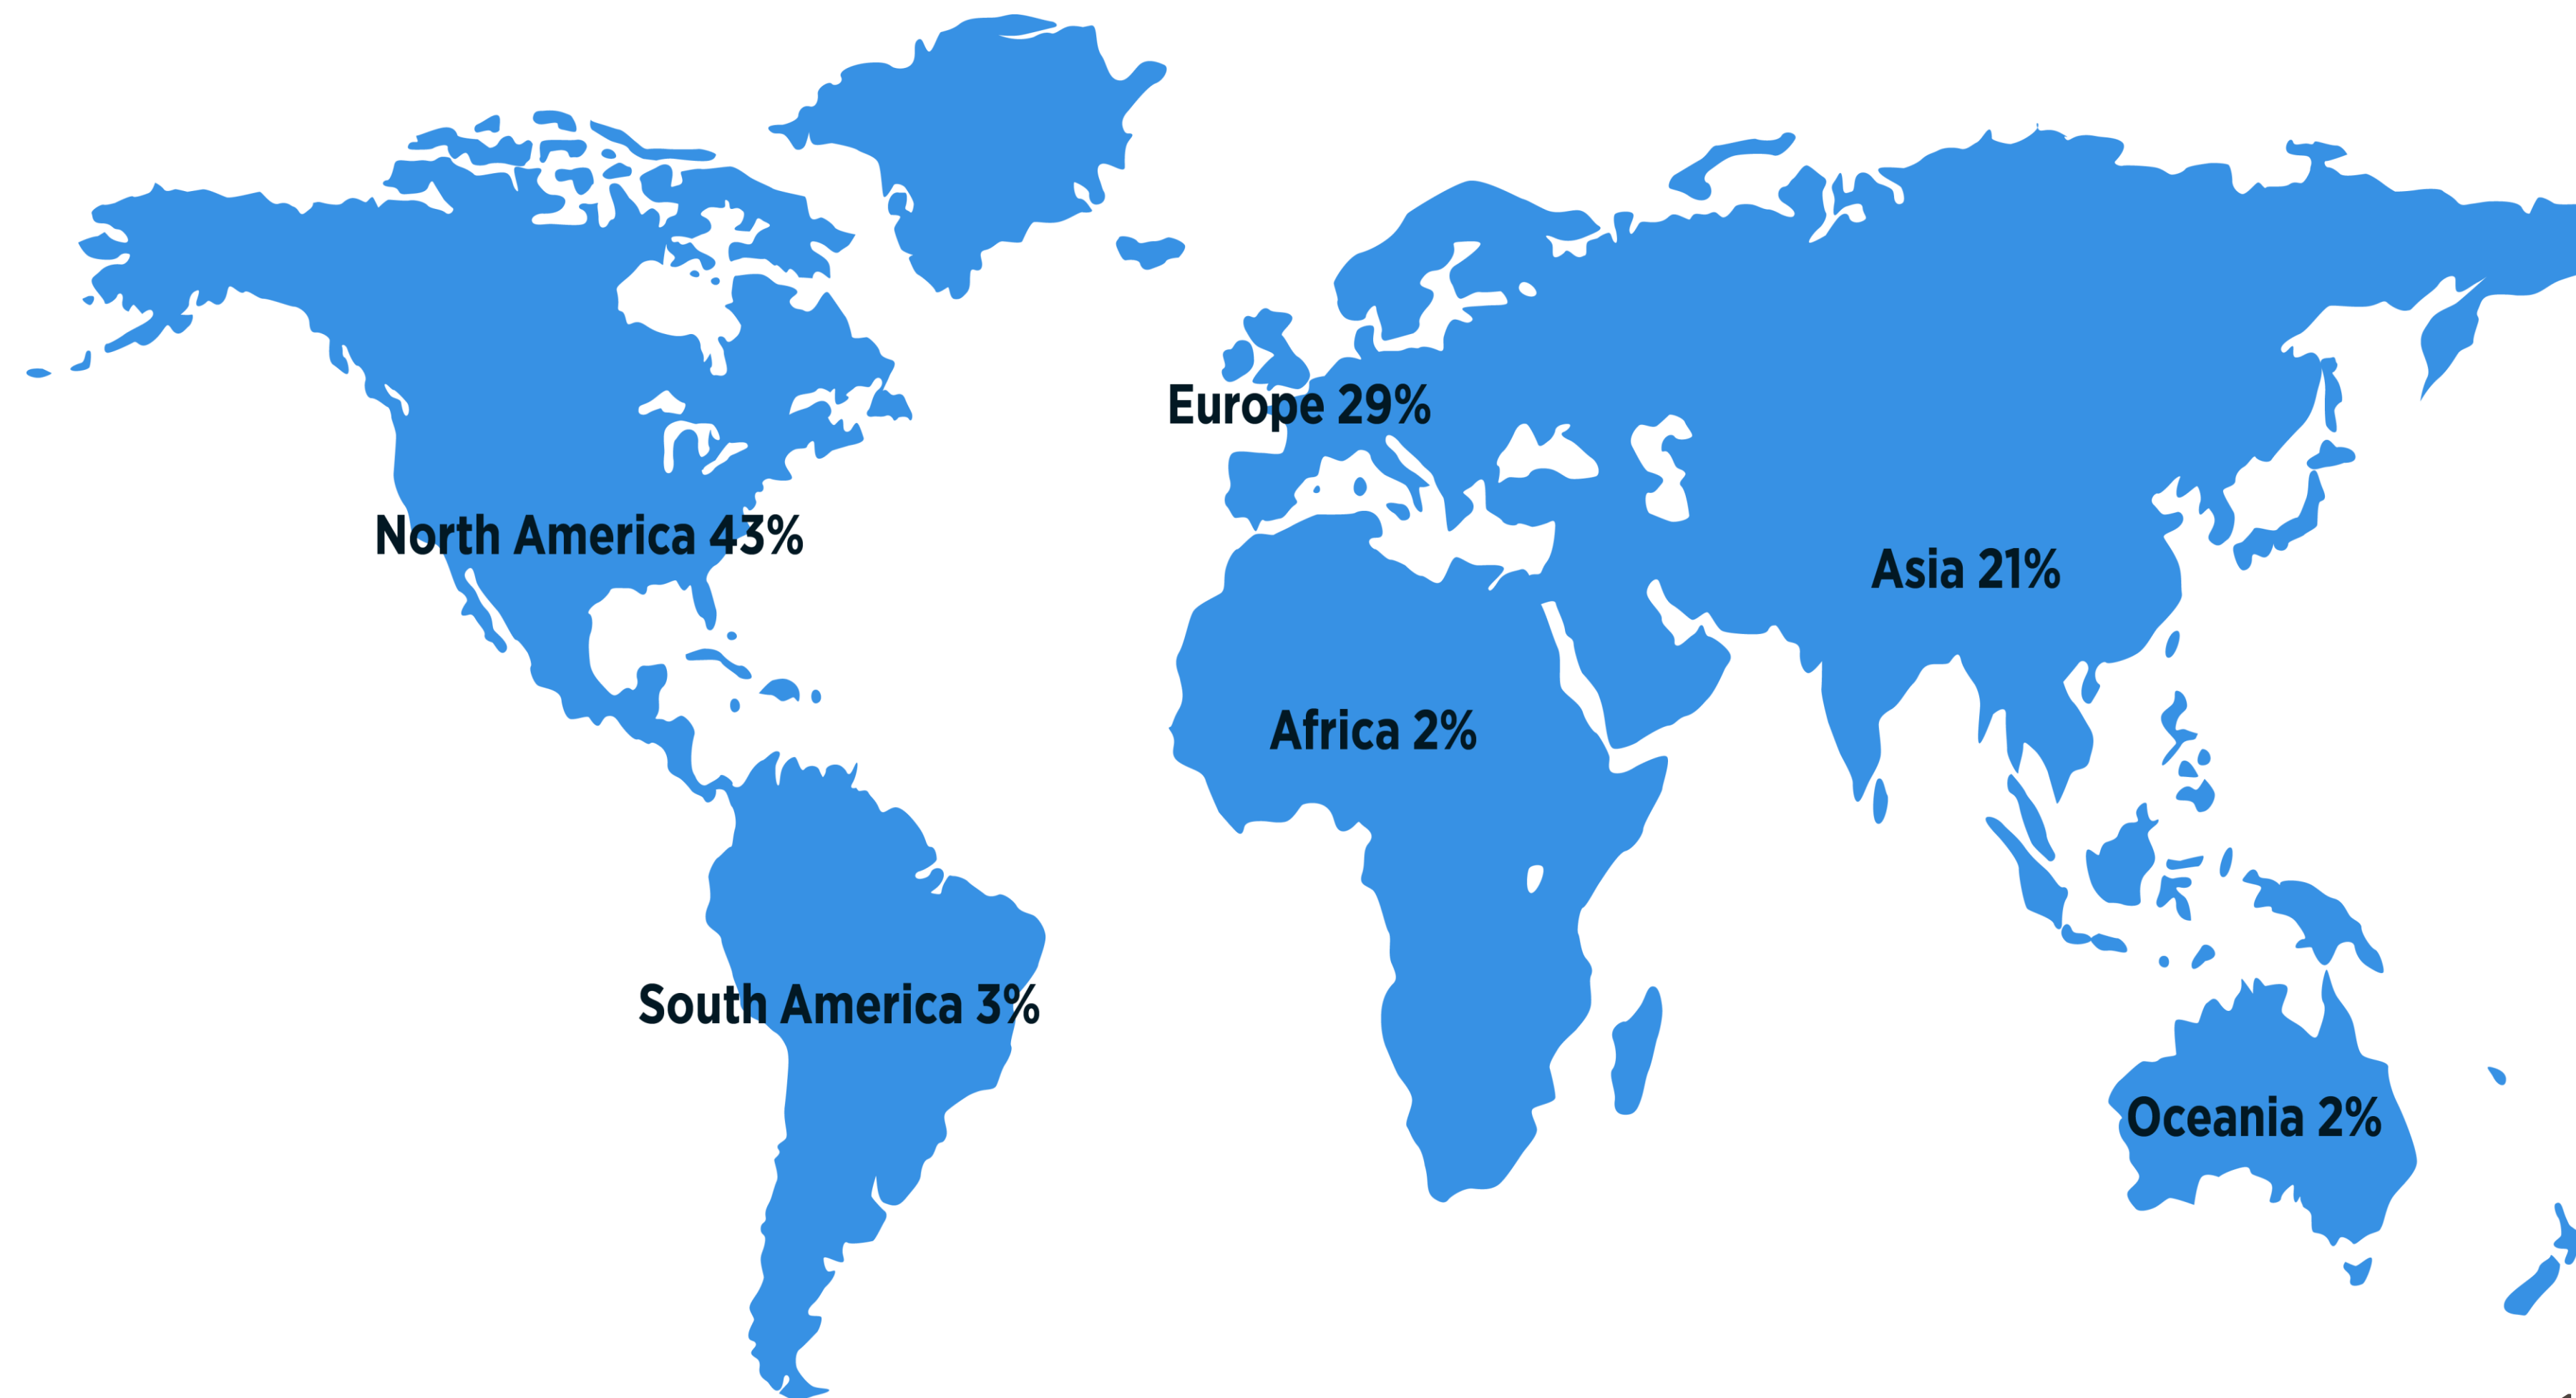 Europe 29%
North America 43%
Asia 21%
Africa 2%
South America 3%
Oceania 2%